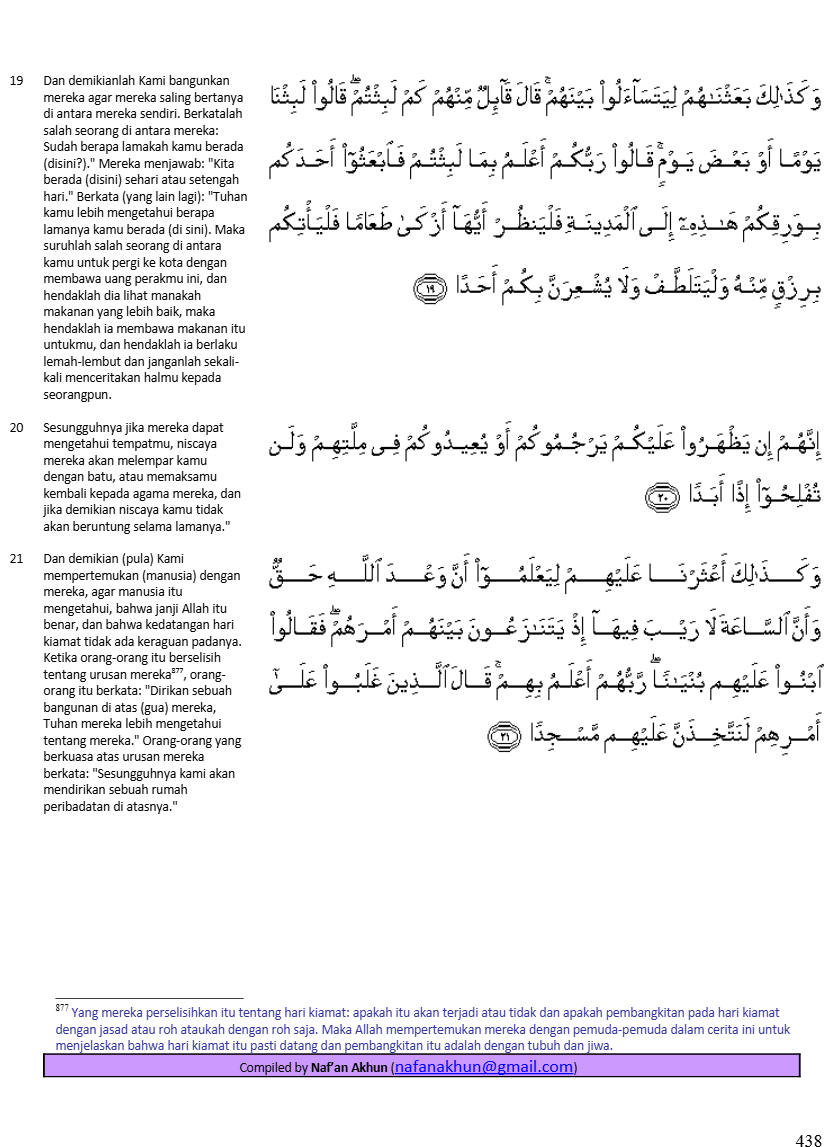 19 Dan demikianlah Kami bangunkan
mereka agar mereka saling bertanya
di antara mereka sendiri. Berkatalah
salah seorang di antara mereka:
Sudah berapa lamakah kamu berada
(disini?)." Mereka menjawab: "Kita
berada (disini) sehari atau setengah
hari." Berkata (yang lain lagi): "Tuhan
kamu lebih mengetahui berapa
lamanya kamu berada (di sini). Maka
suruhlah salah seorang di antara
kamu untuk pergi ke kota dengan
membawa uang perakmu ini, dan
hendaklah dia lihat manakah
makanan yang lebih baik, maka
hendaklah ia membawa makanan itu
untukmu, dan hendaklah ia berlaku
lemah-lembut dan janganlah sekali-
kali menceritakan halmu kepada
seorangpun.
وَكَذَٰلِكَ بَعَثْنَٰهُمْ لِيَتَسَآءَلُوا۟ بَيْنَهُمْ ۚ قَالَ قَآئِلٌ مِّنْهُمْ كَمْ لَبِثْتُمْ ۖ قَالُوا۟ لَبِثْنَا
يَوْمًا أَوْ بَعْضَ يَوْمٍ ۚ قَالُوا۟ رَبُّكُمْ أَعْلَمُ بِمَا لَبِثْتُمْ فَٱبْعَثُوٓا۟ أَحَدَكُم
بِوَرِقِكُمْ هَٰذِهِۦٓ إِلَى ٱلْمَدِينَةِ فَلْيَنظُرْ أَيُّهَآ أَزْكَىٰ طَعَامًا فَلْيَأْتِكُم
بِرِزْقٍ مِّنْهُ وَلْيَتَلَطَّفْ وَلَا يُشْعِرَنَّ بِكُمْ أَحَدًا ١٩
20 Sesungguhnya jika mereka dapat
mengetahui tempatmu, niscaya
mereka akan melempar kamu
dengan batu, atau memaksamu
kembali kepada agama mereka, dan
jika demikian niscaya kamu tidak
akan beruntung selama lamanya."
إِنَّهُمْ إِن يَظْهَرُوا۟ عَلَيْكُمْ يَرْجُمُوكُمْ أَوْ يُعِيدُوكُمْ فِى مِلَّتِهِمْ وَلَن
تُفْلِحُوٓا۟ إِذًا أَبَدًا ٢٠
21 Dan demikian (pula) Kami
mempertemukan (manusia) dengan
mereka, agar manusia itu
mengetahui, bahwa janji Allah itu
benar, dan bahwa kedatangan hari
kiamat tidak ada keraguan padanya.
Ketika orang-orang itu berselisih
tentang urusan mereka⁸⁷⁷, orang-
orang itu berkata: "Dirikan sebuah
bangunan di atas (gua) mereka,
Tuhan mereka lebih mengetahui
tentang mereka." Orang-orang yang
berkuasa atas urusan mereka
berkata: "Sesungguhnya kami akan
mendirikan sebuah rumah
peribadatan di atasnya."
وَكَذَٰلِكَ أَعْثَرْنَا عَلَيْهِمْ لِيَعْلَمُوٓا۟ أَنَّ وَعْدَ ٱللَّهِ حَقٌّ
وَأَنَّ ٱلسَّاعَةَ لَا رَيْبَ فِيهَآ إِذْ يَتَنَٰزَعُونَ بَيْنَهُمْ أَمْرَهُمْ ۖ فَقَالُوا۟
ٱبْنُوا۟ عَلَيْهِم بُنْيَٰنًا ۖ رَّبُّهُمْ أَعْلَمُ بِهِمْ ۚ قَالَ ٱلَّذِينَ غَلَبُوا۟ عَلَىٰٓ
أَمْرِهِمْ لَنَتَّخِذَنَّ عَلَيْهِم مَّسْجِدًا ٢١
⁸⁷⁷ Yang mereka perselisihkan itu tentang hari kiamat: apakah itu akan terjadi atau tidak dan apakah pembangkitan pada hari kiamat
dengan jasad atau roh ataukah dengan roh saja. Maka Allah mempertemukan mereka dengan pemuda-pemuda dalam cerita ini untuk
menjelaskan bahwa hari kiamat itu pasti datang dan pembangkitan itu adalah dengan tubuh dan jiwa.
Compiled by Naf'an Akhun (nafanakhun@gmail.com)
438